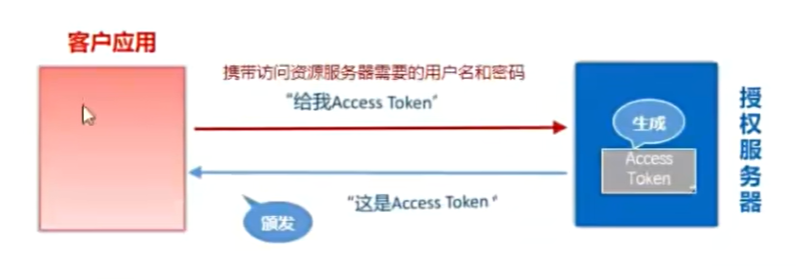 客户应用
携带访问资源服务器需要的用户名和密码
“给我Access Token”
授权服务器
生成
Access
Token
“这是Access Token”
颁发